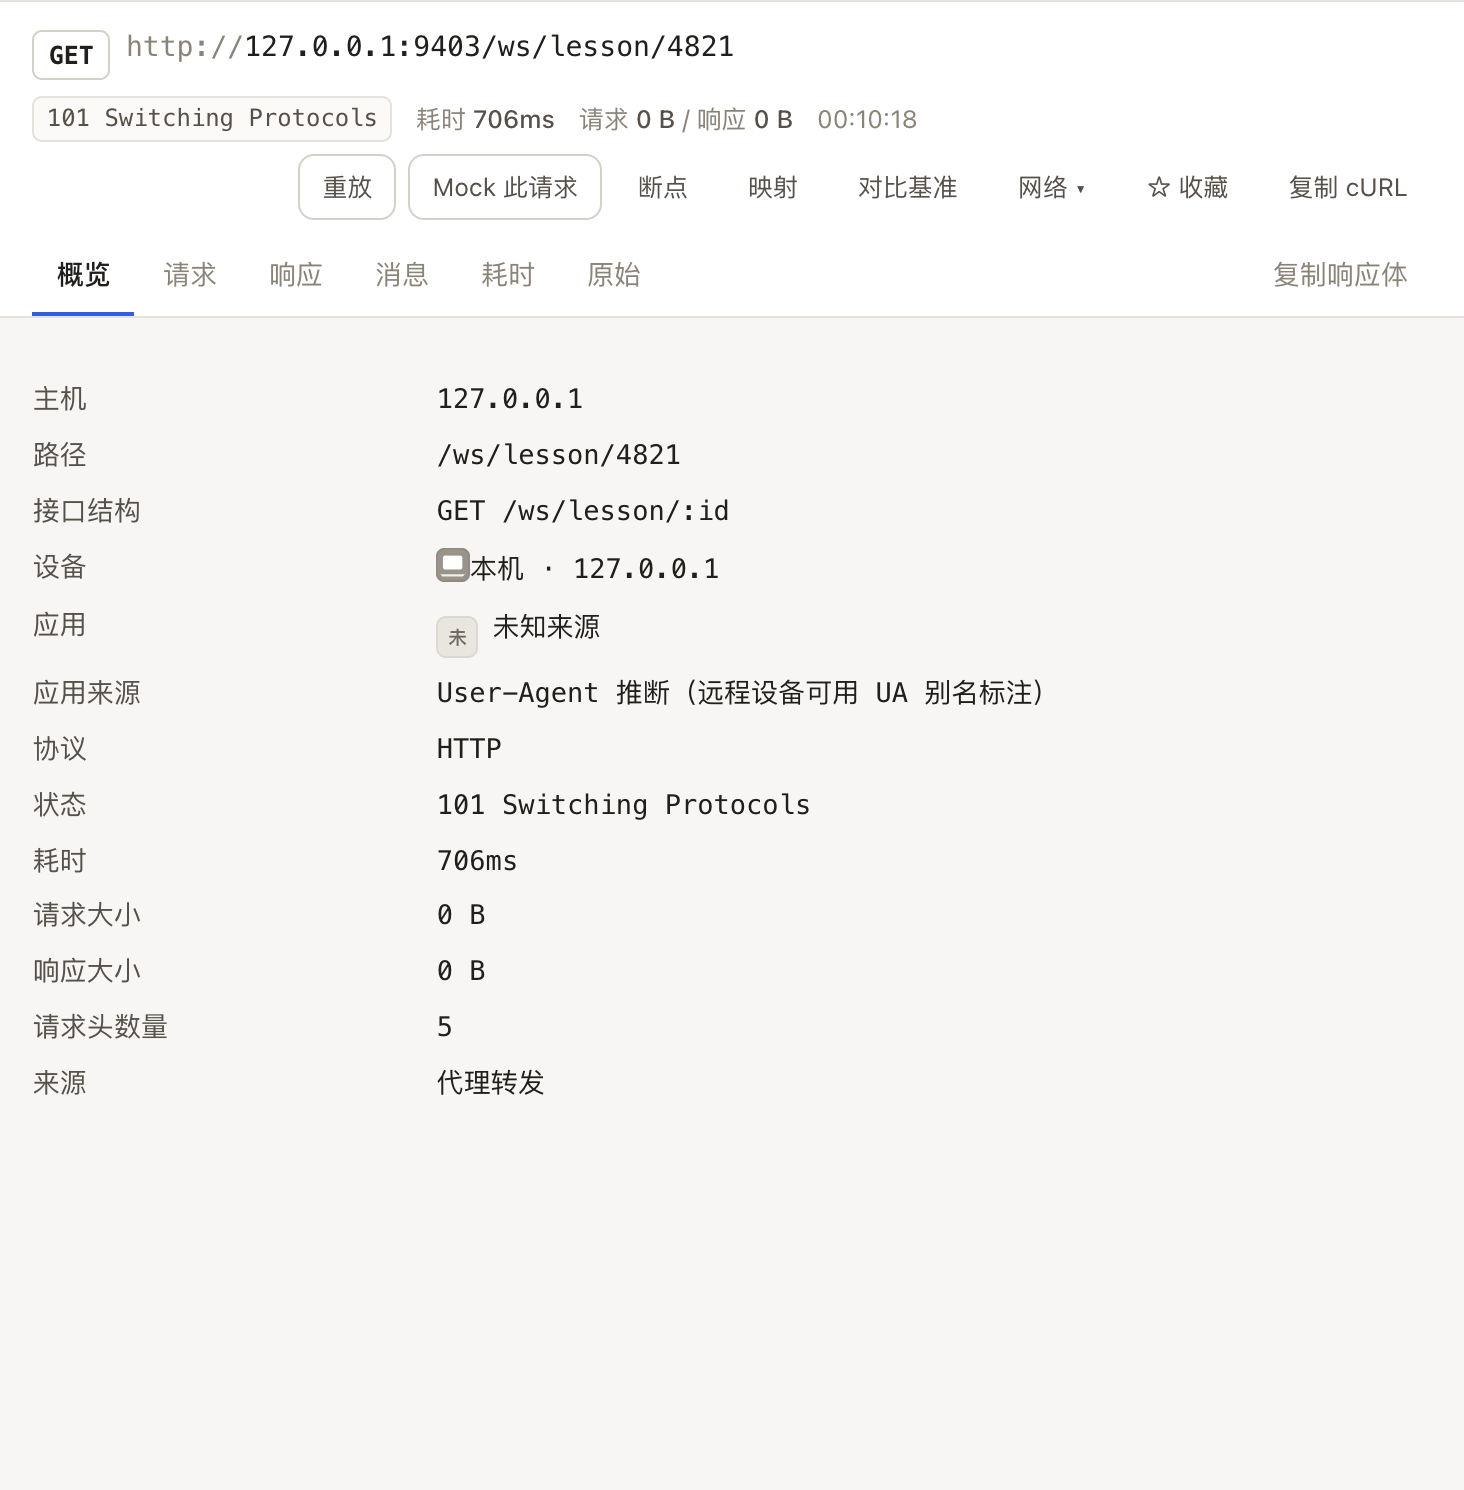 GET http://127.0.0.1:9403/ws/lesson/4821
101 Switching Protocols 耗时 706ms 请求 0 B / 响应 0 B 00:10:18
重放 Mock 此请求 断点 映射 对比基准 网络 ▾ ☆ 收藏 复制 cURL
概览 请求 响应 消息 耗时 原始 复制响应体
主机 127.0.0.1
路径 /ws/lesson/4821
接口结构 GET /ws/lesson/:id
设备 本机 · 127.0.0.1
应用 未 未知来源
应用来源 User-Agent 推断（远程设备可用 UA 别名标注）
协议 HTTP
状态 101 Switching Protocols
耗时 706ms
请求大小 0 B
响应大小 0 B
请求头数量 5
来源 代理转发